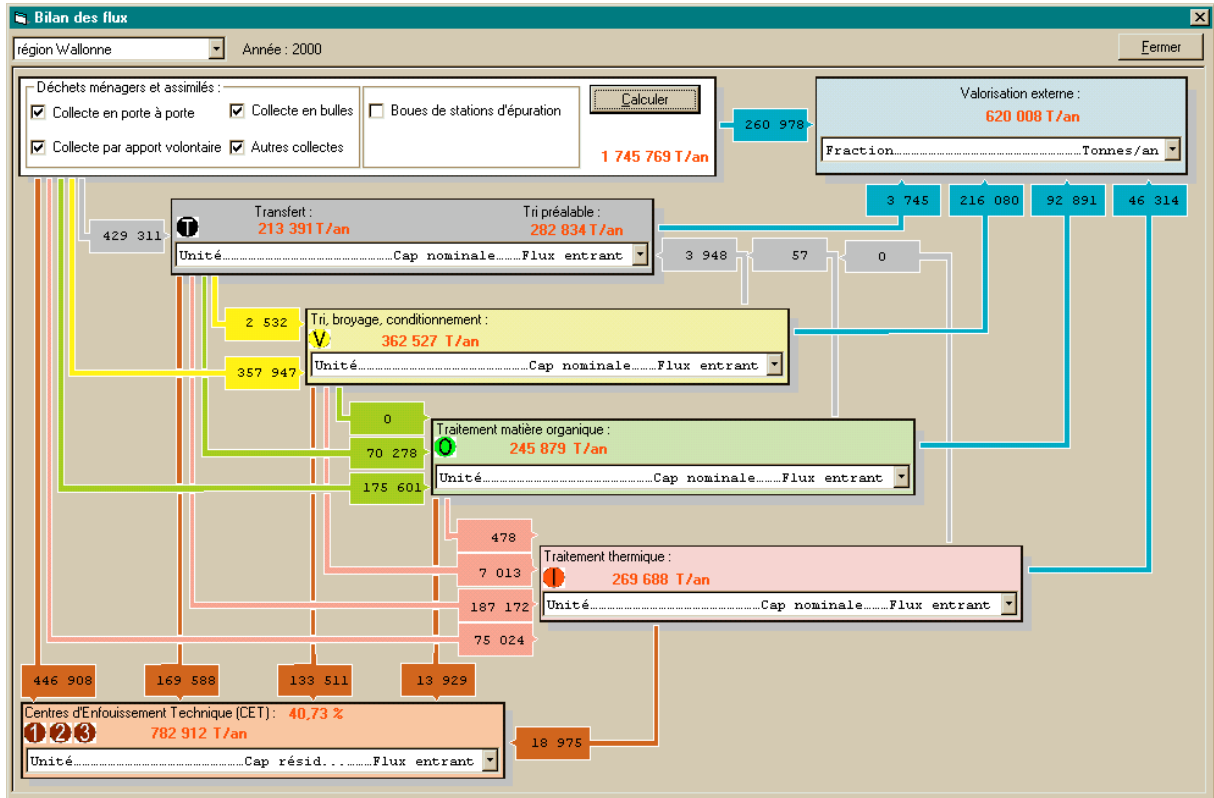 Bilan des flux
région Wallonne Année : 2000 Fermer
Déchets ménagers et assimilés :
Collecte en porte à porte Collecte en bulles Boues de stations d'épuration Calculer
Collecte par apport volontaire Autres collectes 1 745 769 T/an
260 978
Valorisation externe :
620 008 T/an
Fraction......Tonnes/an
3 745 216 080 92 891 46 314
429 311
T
Transfert : Tri préalable :
213 391 T/an 282 834 T/an
Unité......Cap nominale......Flux entrant
3 948 57 0
2 532
357 947
Tri, broyage, conditionnement :
V 362 527 T/an
Unité......Cap nominale......Flux entrant
0
70 278
175 601
Traitement matière organique :
O 245 879 T/an
Unité......Cap nominale......Flux entrant
478
7 013
187 172
75 024
Traitement thermique :
I 269 688 T/an
Unité......Cap nominale......Flux entrant
446 908 169 588 133 511 13 929
Centres d'Enfouissement Technique (CET) : 40,73 %
1 2 3 782 912 T/an
Unité......Cap résid......Flux entrant
18 975